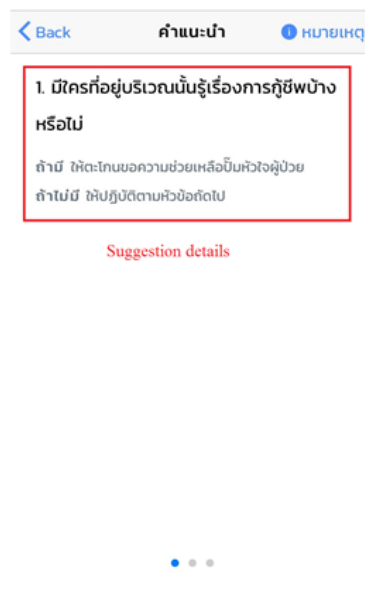 Back คำแนะนำ หมายเหตุ
1. มีใครที่อยู่บริเวณนั้นรู้เรื่องการกู้ชีพบ้าง
หรือไม่
ถ้ามี ให้ตะโกนขอความช่วยเหลือปั๊มหัวใจผู้ป่วย
ถ้าไม่มี ให้ปฏิบัติตามหัวข้อถัดไป
Suggestion details